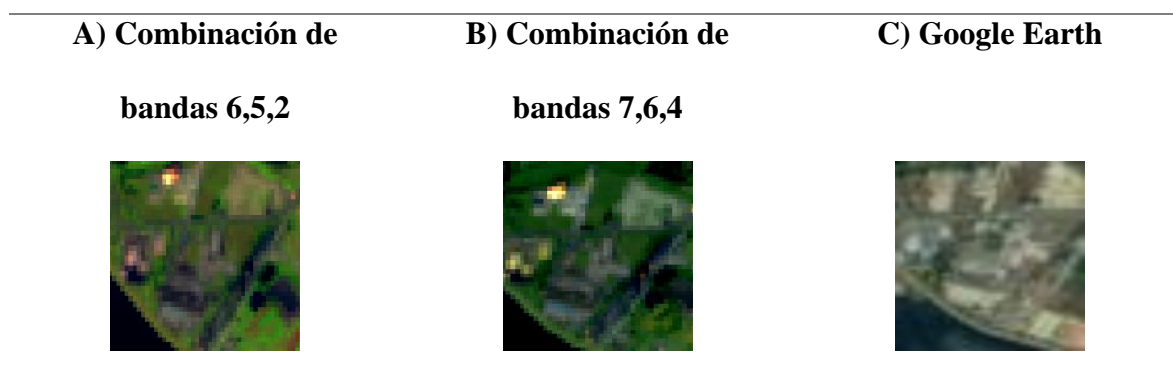 A) Combinación de
bandas 6,5,2
B) Combinación de
bandas 7,6,4
C) Google Earth